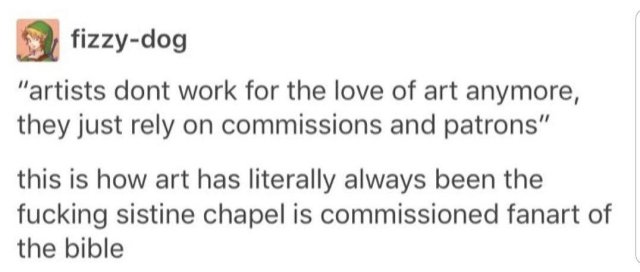 fizzy-dog
"artists dont work for the love of art anymore,
they just rely on commissions and patrons"
this is how art has literally always been the
fucking sistine chapel is commissioned fanart of
the bible